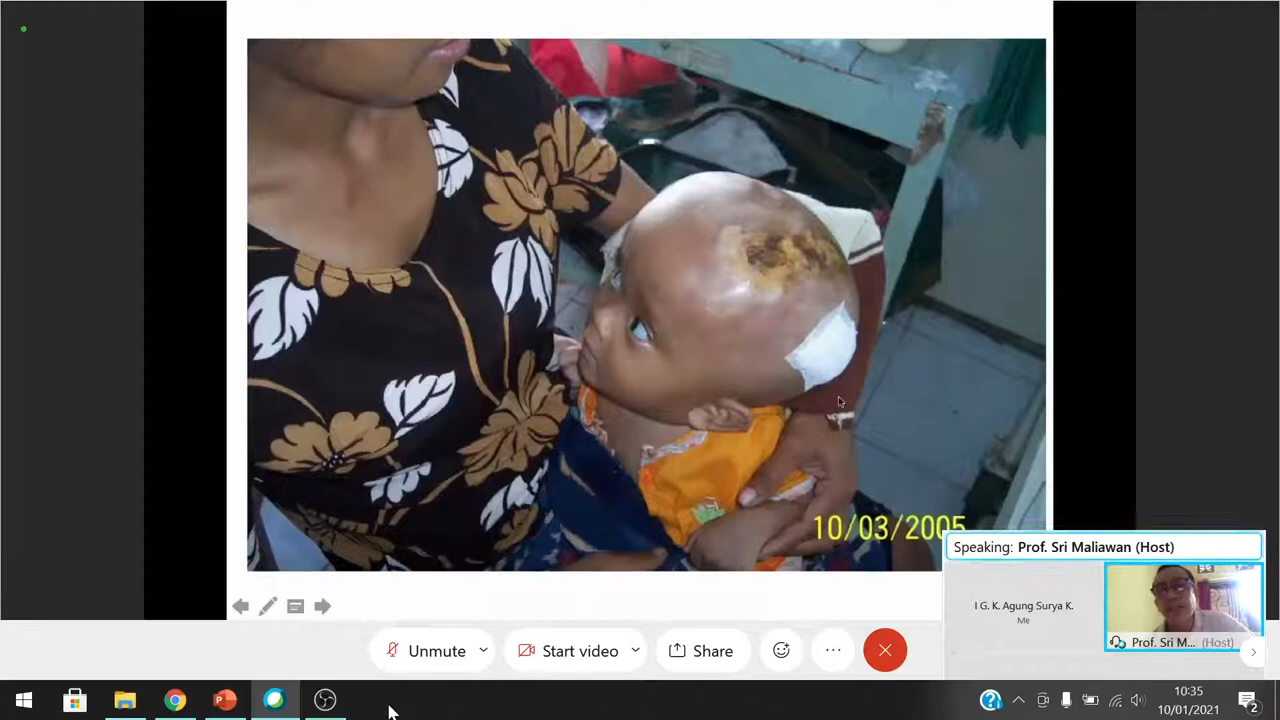 10/03/2005
Speaking: Prof. Sri Maliawan (Host)
I G. K. Agung Surya K.
Me
Prof. Sri M... (Host)
Unmute
Start video
Share
10:35
10/01/2021
2